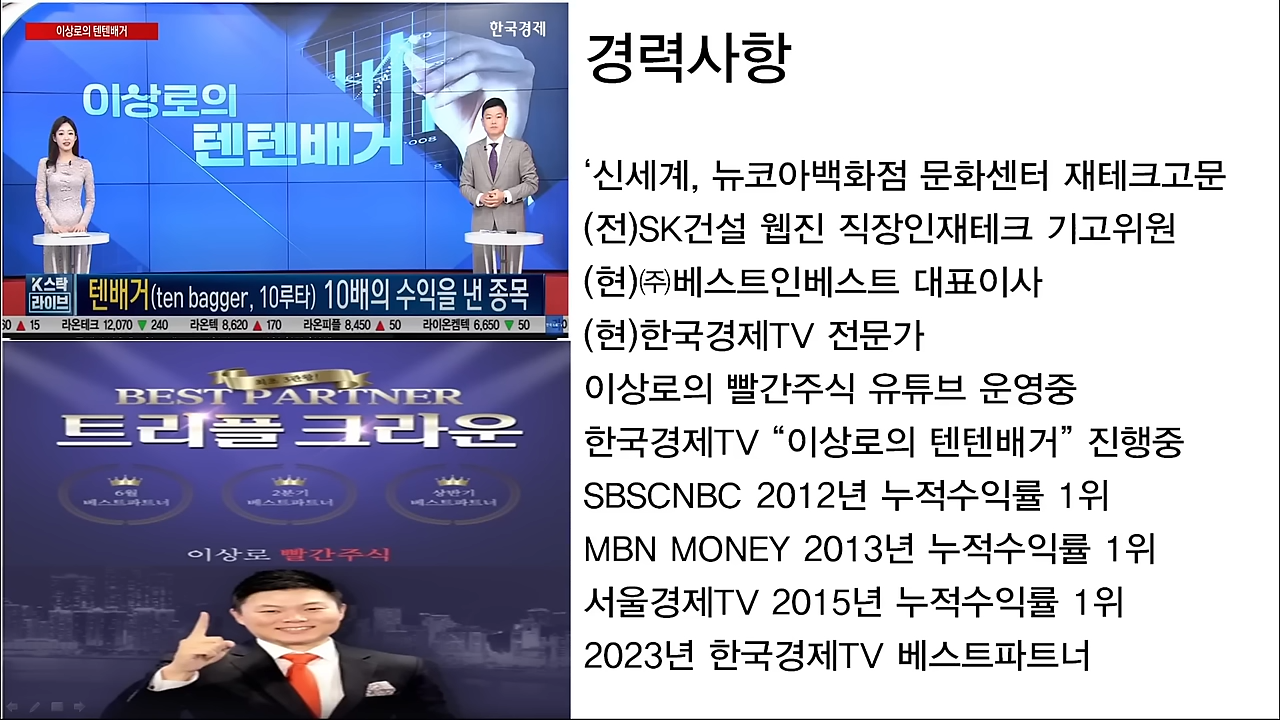 이상로의 텐텐배거
한국경제
이상로의
텐텐배거
008
K스탁
라이브
텐배거(ten bagger, 10루타) 10배의 수익을 낸 종목
60 ▲ 15 라온테크 12,070 ▼ 240 라온텍 8,620 ▲ 170 라온피플 8,450 ▲ 50 라이온켐텍 6,650 ▼ 50
최초 3관왕!
BEST PARTNER
트리플 크라운
6월
베스트파트너
2분기
베스트파트너
상반기
베스트파트너
이상로 빨간주식
경력사항
‘신세계, 뉴코아백화점 문화센터 재테크고문
(전)SK건설 웹진 직장인재테크 기고위원
(현)㈜베스트인베스트 대표이사
(현)한국경제TV 전문가
이상로의 빨간주식 유튜브 운영중
한국경제TV “이상로의 텐텐배거” 진행중
SBSCNBC 2012년 누적수익률 1위
MBN MONEY 2013년 누적수익률 1위
서울경제TV 2015년 누적수익률 1위
2023년 한국경제TV 베스트파트너